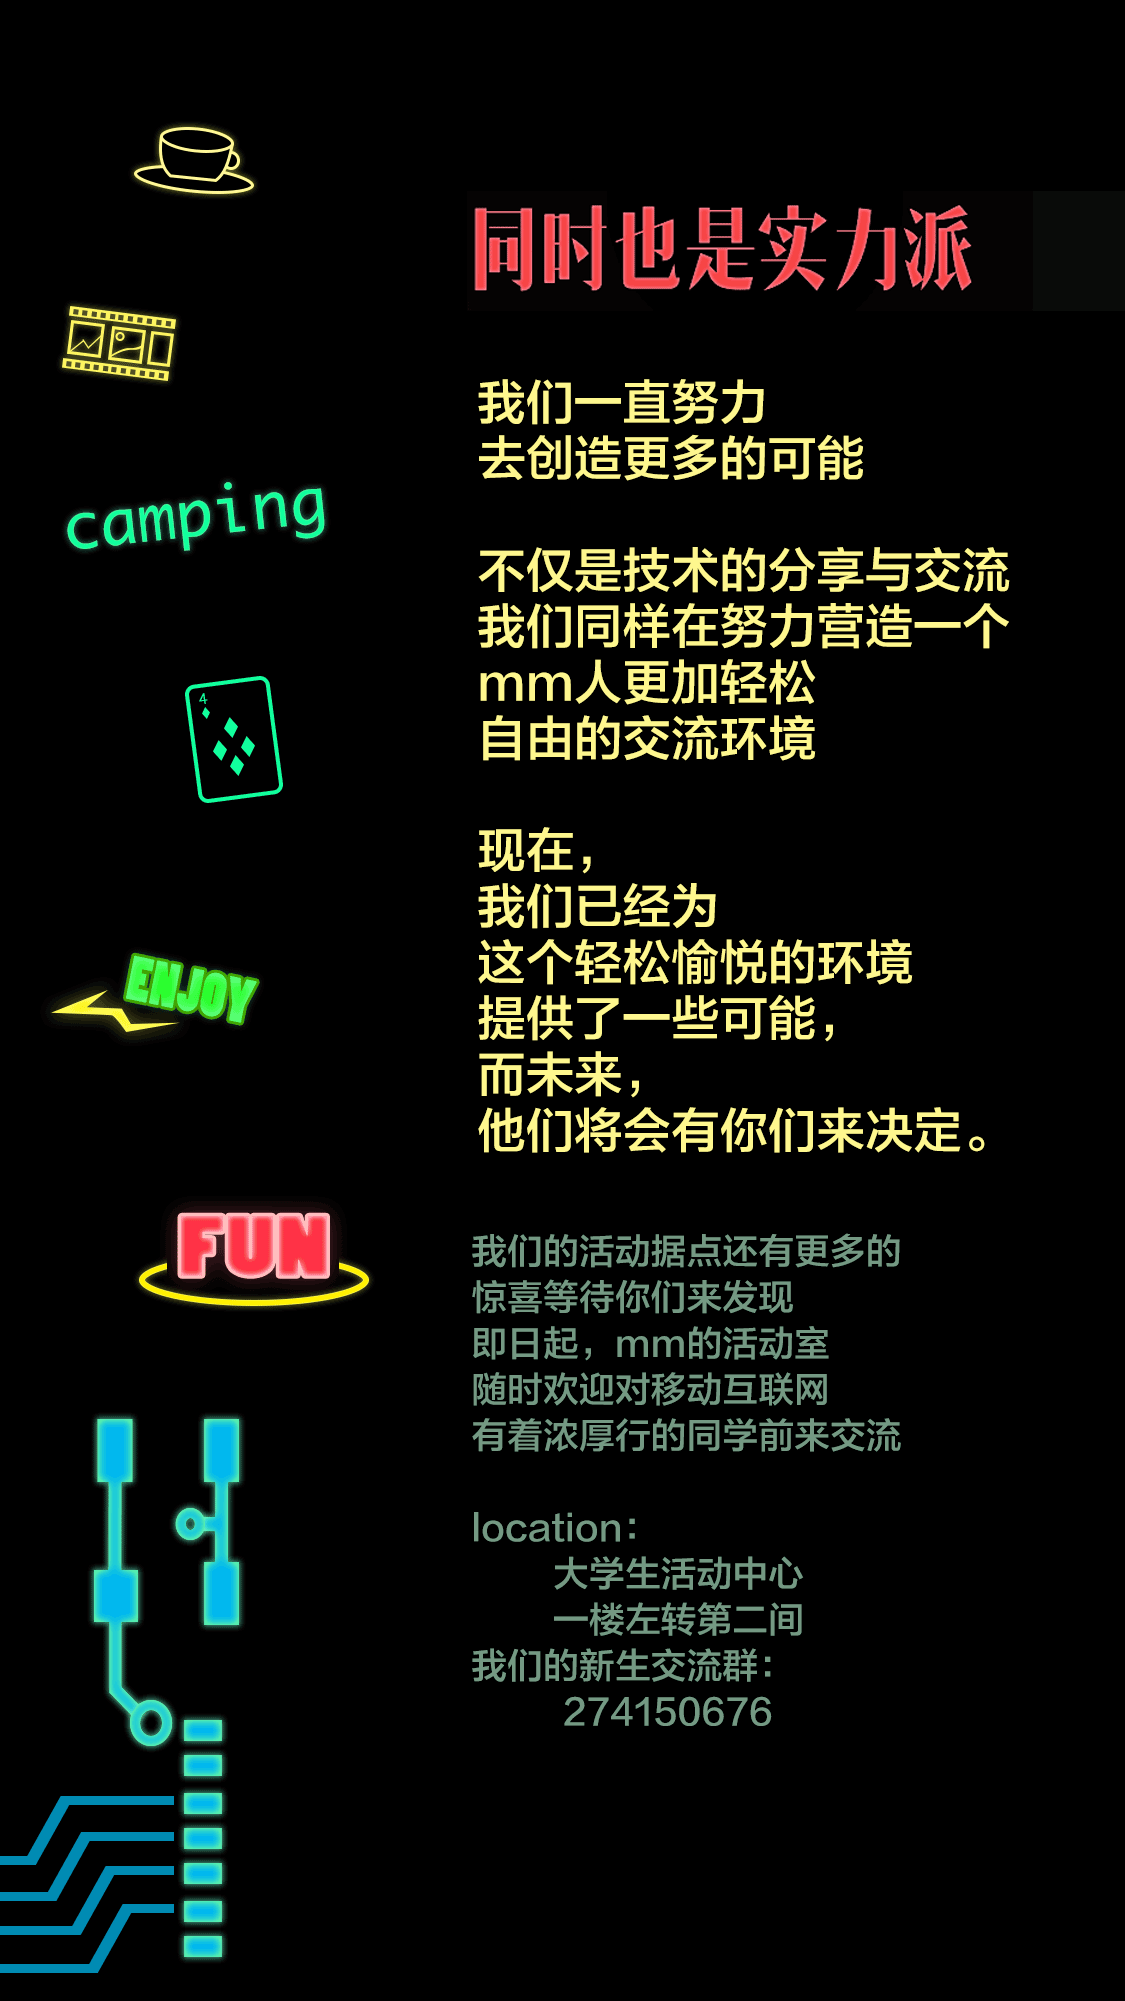 同时也是实力派
我们一直努力
去创造更多的可能
不仅是技术的分享与交流
我们同样在努力营造一个
mm人更加轻松
自由的交流环境
现在，
我们已经为
这个轻松愉悦的环境
提供了一些可能，
而未来，
他们将会有你们来决定。
我们的活动据点还有更多的
惊喜等待你们来发现
即日起，mm的活动室
随时欢迎对移动互联网
有着浓厚行的同学前来交流
location：
大学生活动中心
一楼左转第二间
我们的新生交流群：
274150676
camping
4
ENJOY
FUN